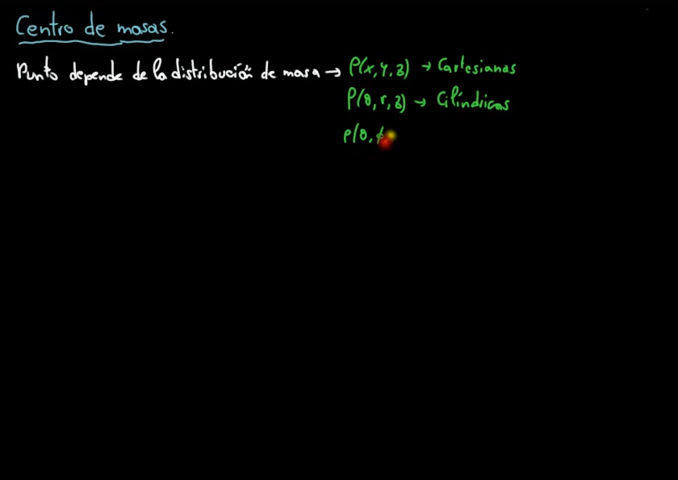 Centro de masas.
Punto depende de la distribución de masa → ρ(x, y, z) → Cartesianas
ρ(θ, r, z) → Cilíndricas
ρ(θ, ϕ